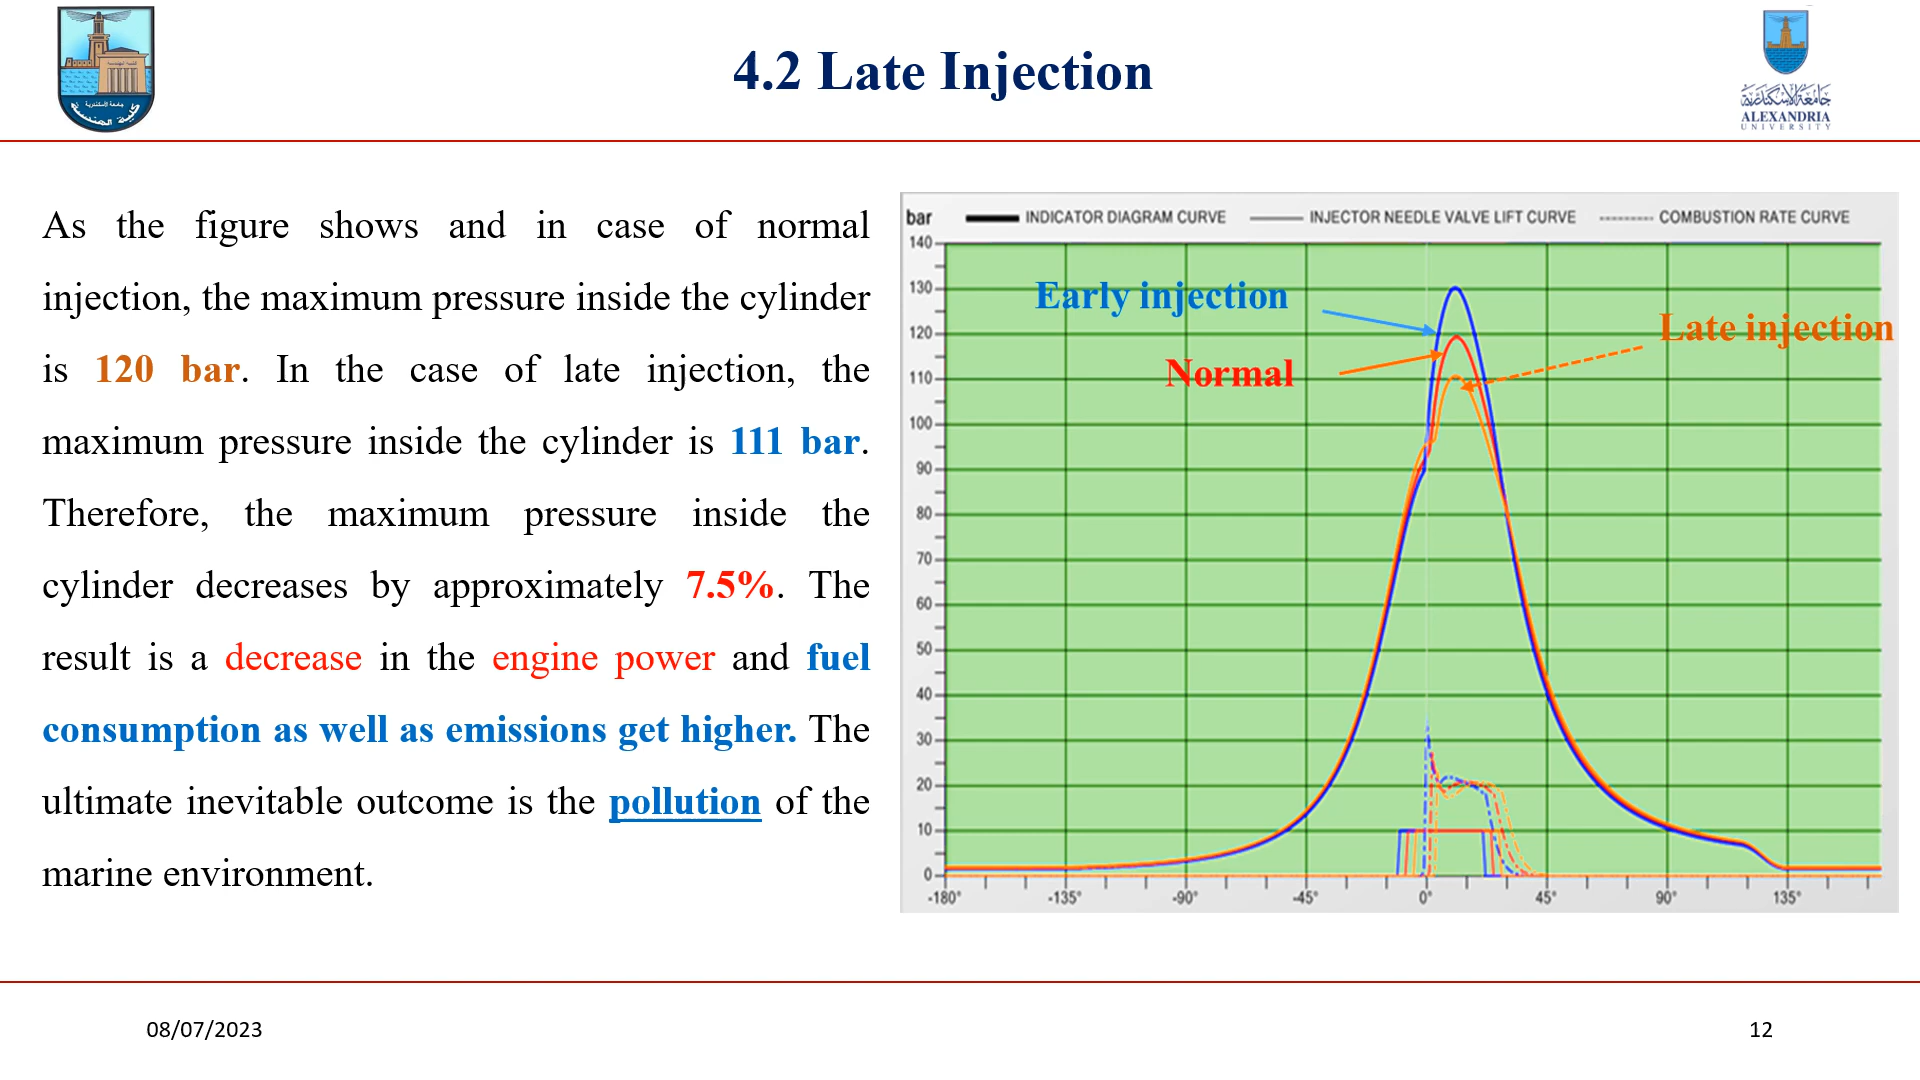 4.2 Late Injection
جامعة الإسكندرية
كلية الهندسة
جامعة الإسكندرية
ALEXANDRIA
UNIVERSITY
As the figure shows and in case of normal
injection, the maximum pressure inside the cylinder
is 120 bar. In the case of late injection, the
maximum pressure inside the cylinder is 111 bar.
Therefore, the maximum pressure inside the
cylinder decreases by approximately 7.5%. The
result is a decrease in the engine power and fuel
consumption as well as emissions get higher. The
ultimate inevitable outcome is the pollution of the
marine environment.
bar INDICATOR DIAGRAM CURVE INJECTOR NEEDLE VALVE LIFT CURVE COMBUSTION RATE CURVE
140
130
120
110
100
90
80
70
60
50
40
30
20
10
0
Early injection
Late injection
Normal
-180° -135° -90° -45° 0° 45° 90° 135°
08/07/2023
12